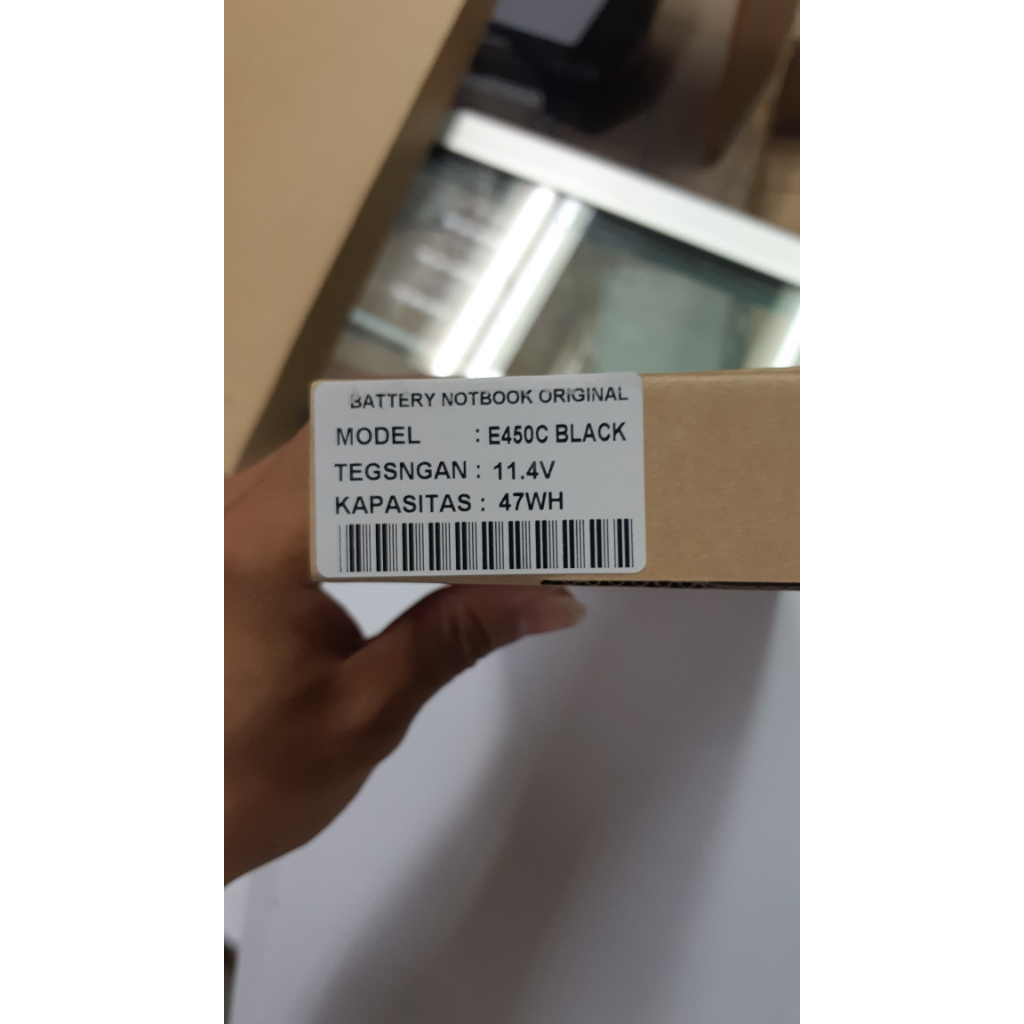 BATTERY NOTBOOK ORIGINAL
MODEL : E450C BLACK
TEGSNGAN : 11.4V
KAPASITAS : 47WH